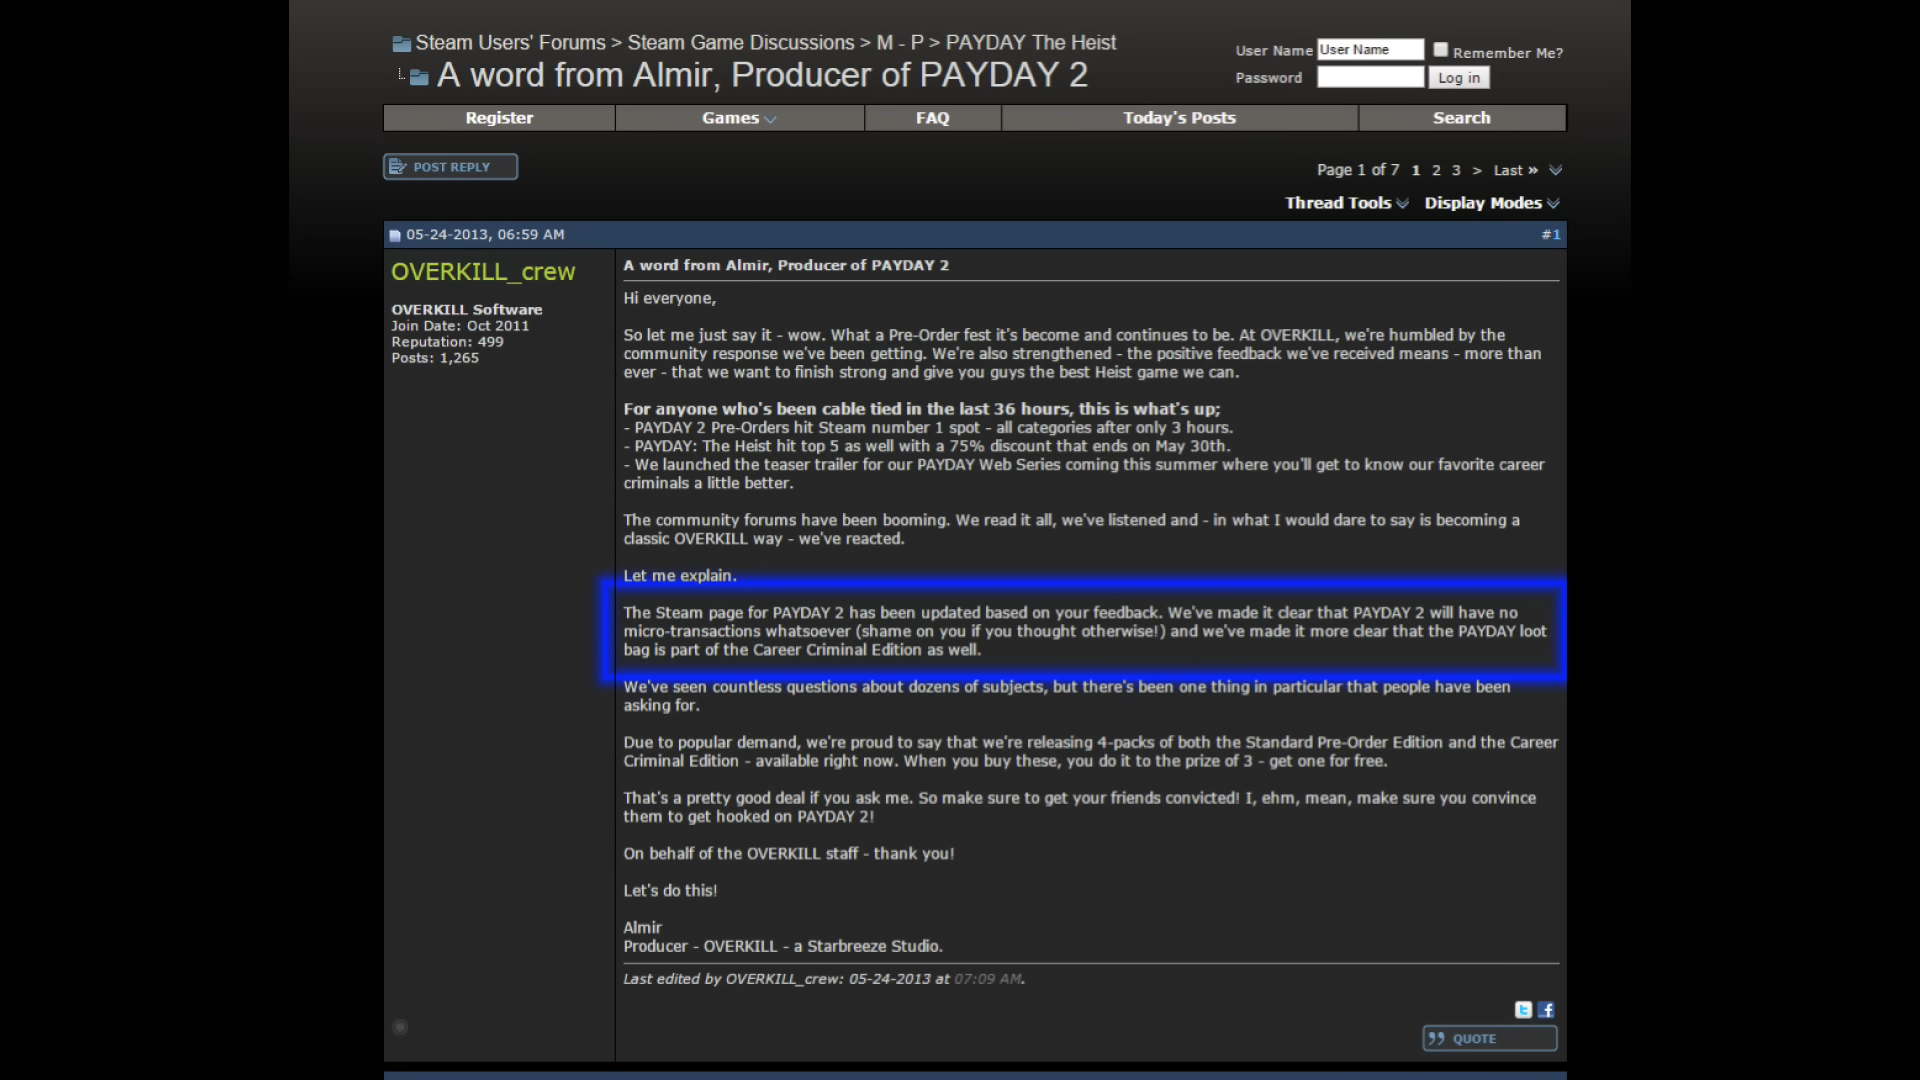 Steam Users' Forums > Steam Game Discussions > M - P > PAYDAY The Heist
A word from Almir, Producer of PAYDAY 2
User Name User Name Remember Me?
Password Log in
Register Games FAQ Today's Posts Search
POST REPLY
Page 1 of 7 1 2 3 > Last »
Thread Tools Display Modes
05-24-2013, 06:59 AM #1
OVERKILL_crew
OVERKILL Software
Join Date: Oct 2011
Reputation: 499
Posts: 1,265
A word from Almir, Producer of PAYDAY 2
Hi everyone,
So let me just say it - wow. What a Pre-Order fest it's become and continues to be. At OVERKILL, we're humbled by the
community response we've been getting. We're also strengthened - the positive feedback we've received means - more than
ever - that we want to finish strong and give you guys the best Heist game we can.
For anyone who's been cable tied in the last 36 hours, this is what's up;
- PAYDAY 2 Pre-Orders hit Steam number 1 spot - all categories after only 3 hours.
- PAYDAY: The Heist hit top 5 as well with a 75% discount that ends on May 30th.
- We launched the teaser trailer for our PAYDAY Web Series coming this summer where you'll get to know our favorite career
criminals a little better.
The community forums have been booming. We read it all, we've listened and - in what I would dare to say is becoming a
classic OVERKILL way - we've reacted.
Let me explain.
The Steam page for PAYDAY 2 has been updated based on your feedback. We've made it clear that PAYDAY 2 will have no
micro-transactions whatsoever (shame on you if you thought otherwise!) and we've made it more clear that the PAYDAY loot
bag is part of the Career Criminal Edition as well.
We've seen countless questions about dozens of subjects, but there's been one thing in particular that people have been
asking for.
Due to popular demand, we're proud to say that we're releasing 4-packs of both the Standard Pre-Order Edition and the Career
Criminal Edition - available right now. When you buy these, you do it to the prize of 3 - get one for free.
That's a pretty good deal if you ask me. So make sure to get your friends convicted! I, ehm, mean, make sure you convince
them to get hooked on PAYDAY 2!
On behalf of the OVERKILL staff - thank you!
Let's do this!
Almir
Producer - OVERKILL - a Starbreeze Studio.
Last edited by OVERKILL_crew: 05-24-2013 at 07:09 AM.
QUOTE